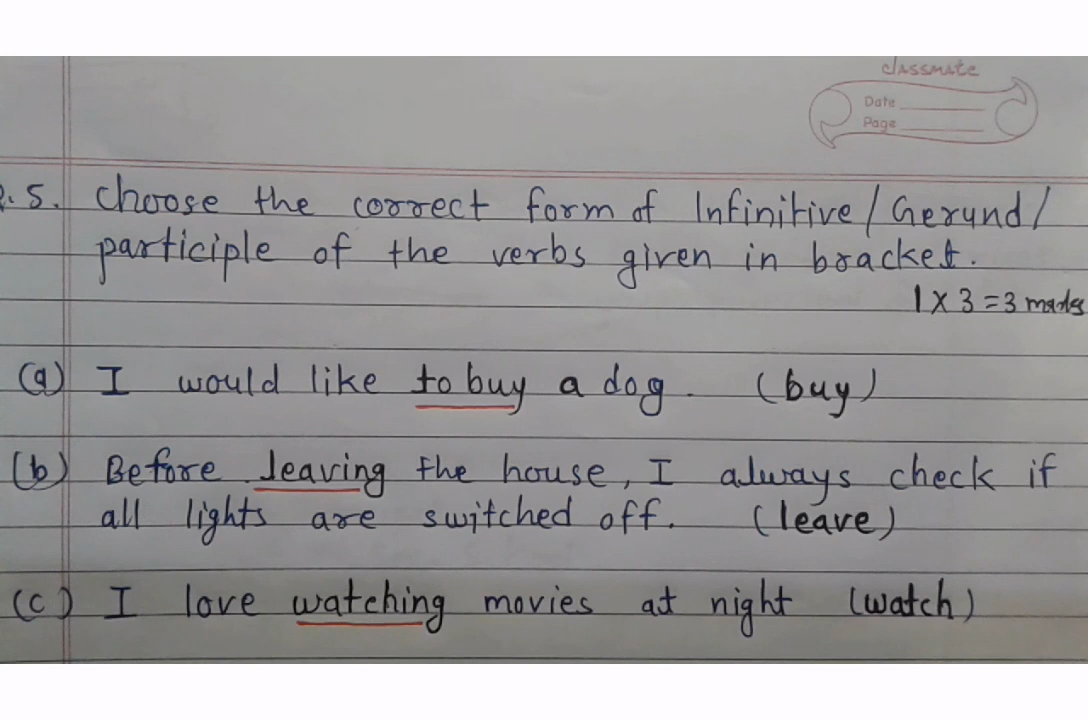 classmate
Date
Page
Q.5. Choose the correct form of Infinitive/Gerund/
participle of the verbs given in bracket.
1 x 3 = 3 marks
(a) I would like to buy a dog. (buy)
(b) Before leaving the house, I always check if
all lights are switched off. (leave)
(c) I love watching movies at night (watch)